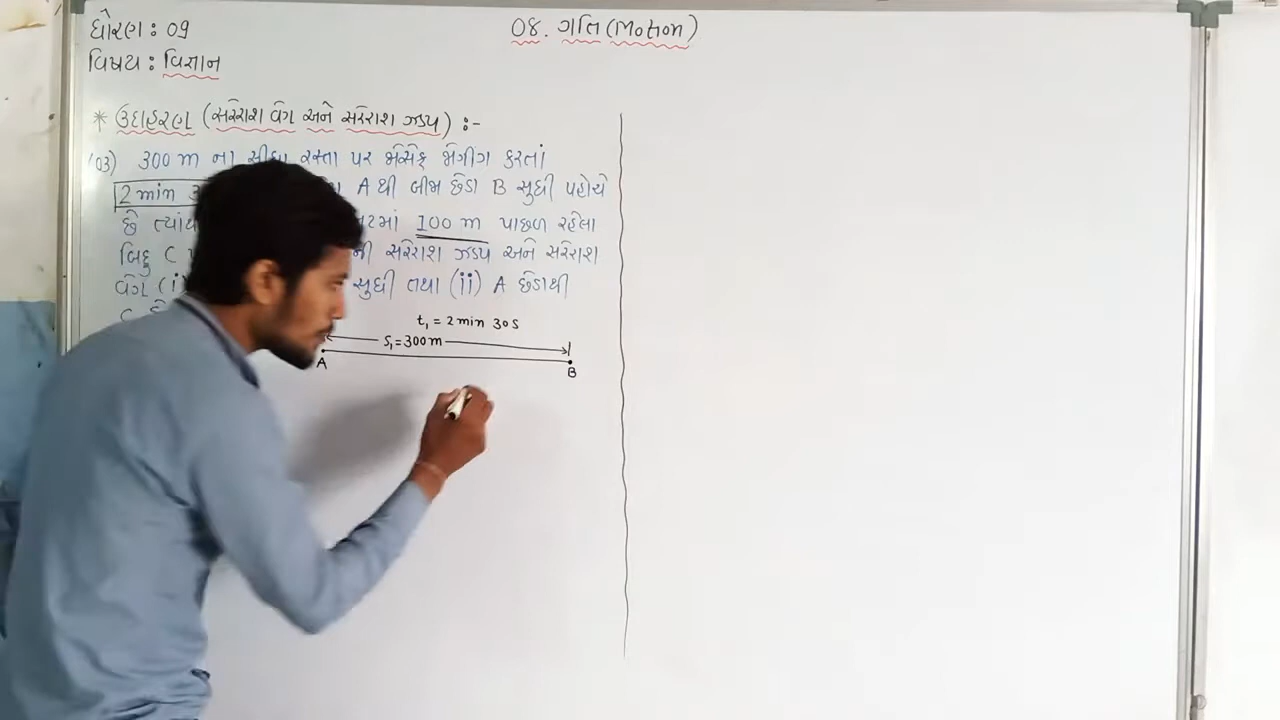 ધોરણ : 09
08. ગતિ (Motion)
વિષય : વિજ્ઞાન
* ઉદાહરણ (સરેરાશ વેગ અને સરેરાશ ઝડપ) :-
(03) 300 m ના સીધા રસ્તા પર જોસેફ જોગીંગ કરતાં
2 min A થી બીજા છેડા B સુધી પહોંચે
છે 100 m પાછળ રહેલા
બિંદુ C સરેરાશ ઝડપ અને સરેરાશ
વેગ (i) સુધી તથા (ii) A છેડાથી
C
t₁ = 2 min 30 s
S₁ = 300 m
A
B